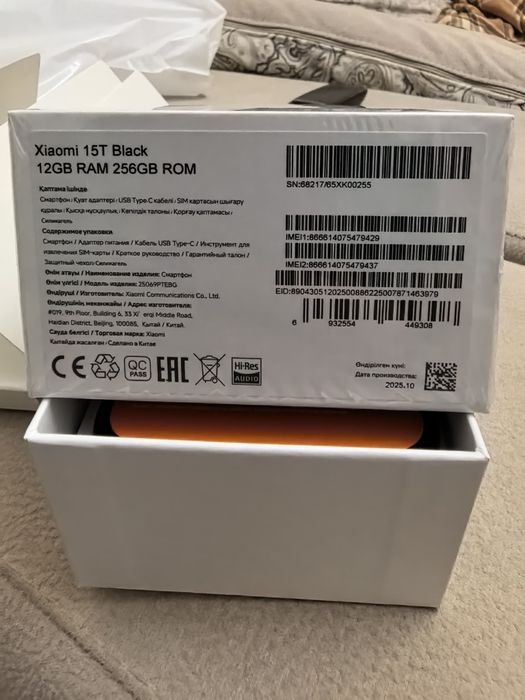 Xiaomi 15T Black
12GB RAM 256GB ROM
Қаптама ішінде
Смартфон / Қуат адаптері / USB Type-C кабелі / SIM картасын шығару
құралы / Қысқа нұсқаулық / Кепілдік талоны / Қорғау қаптамасы /
Силикагель
Содержимое упаковки
Смартфон / Адаптер питания / Кабель USB Type-C / Инструмент для
извлечения SIM-карты / Краткое руководство / Гарантийный талон /
Защитный чехол / Силикагель
Өнім атауы / Наименование изделия: Смартфон
Өнім үлгісі / Модель изделия: 25069PTEBG
Өндіруші / Изготовитель: Xiaomi Communications Co., Ltd.
Өндірушінің мекенжайы / Адрес изготовителя:
#019, 9th Floor, Building 6, 33 Xi'erqi Middle Road,
Haidian District, Beijing, 100085, Қытай / Китай.
Сауда белгісі / Торговая марка: Xiaomi
Қытайда жасалған / Сделано в Китае
CE
QC
PASS
EAC
Hi-Res
AUDIO
SN:68217/65XK00255
IMEI1:866614075479429
IMEI2:866614075479437
EID:89043051202500886225007871463979
6 932554 449308
Өндірілген күні:
Дата производства:
2025.10